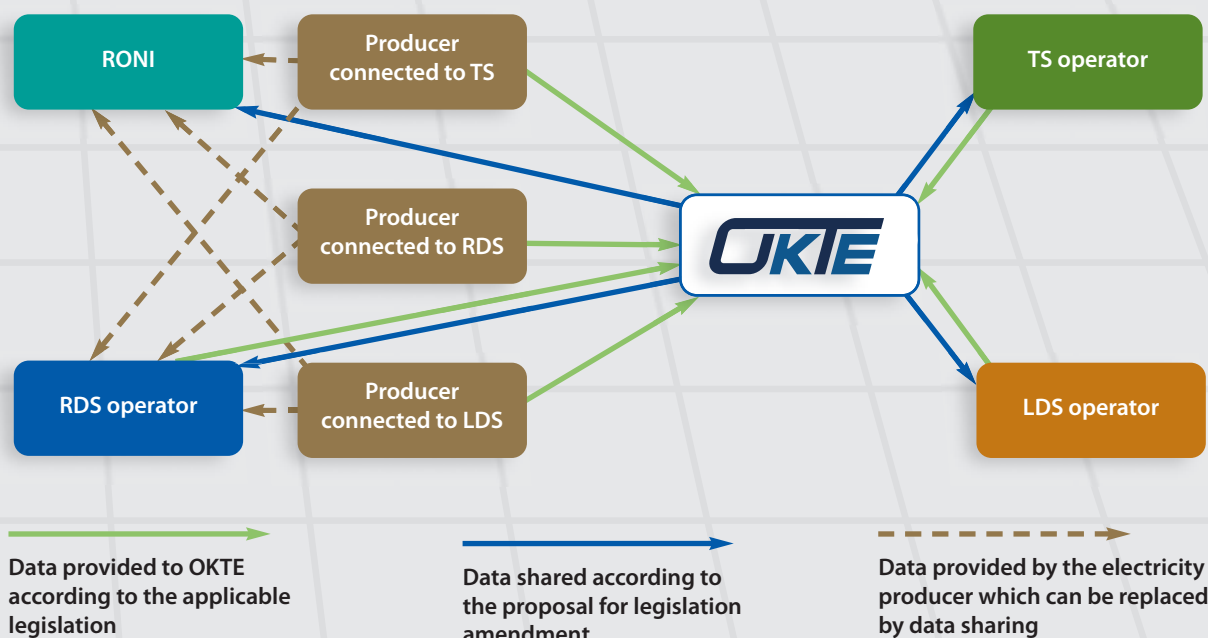 RONI
Producer
connected to TS
TS operator
Producer
connected to RDS
OKTE
RDS operator
Producer
connected to LDS
LDS operator
Data provided to OKTE
according to the applicable
legislation
Data shared according to
the proposal for legislation
amendment
Data provided by the electricity
producer which can be replaced
by data sharing